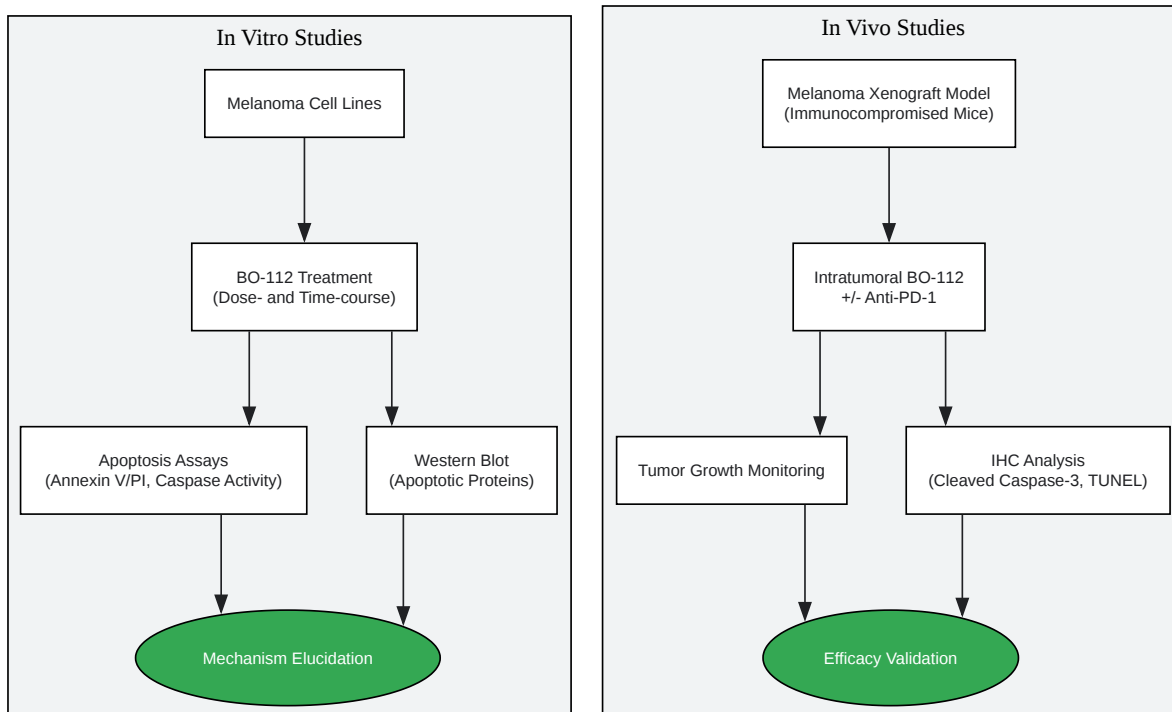 In Vitro Studies
Melanoma Cell Lines
BO-112 Treatment
(Dose- and Time-course)
Apoptosis Assays
(Annexin V/PI, Caspase Activity)
Western Blot
(Apoptotic Proteins)
Mechanism Elucidation
In Vivo Studies
Melanoma Xenograft Model
(Immunocompromised Mice)
Intratumoral BO-112
+/- Anti-PD-1
Tumor Growth Monitoring
IHC Analysis
(Cleaved Caspase-3, TUNEL)
Efficacy Validation